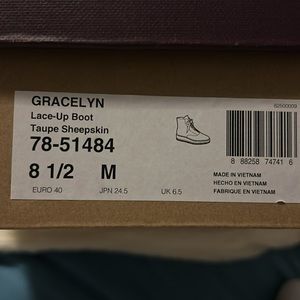 GRACELYN
Lace-Up Boot
Taupe Sheepskin
78-51484
8 1/2 M
EURO 40 JPN 24.5 UK 6.5
82500009
8 88258 74741 6
MADE IN VIETNAM
HECHO EN VIETNAM
FABRIQUE EN VIETNAM